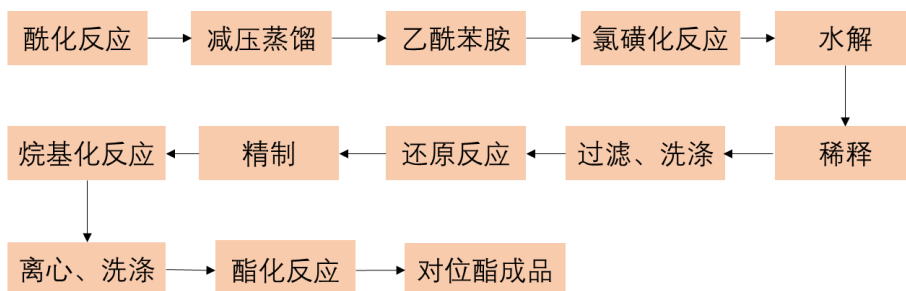 酰化反应
减压蒸馏
乙酰苯胺
氯磺化反应
水解
稀释
过滤、洗涤
还原反应
精制
烷基化反应
离心、洗涤
酯化反应
对位酯成品